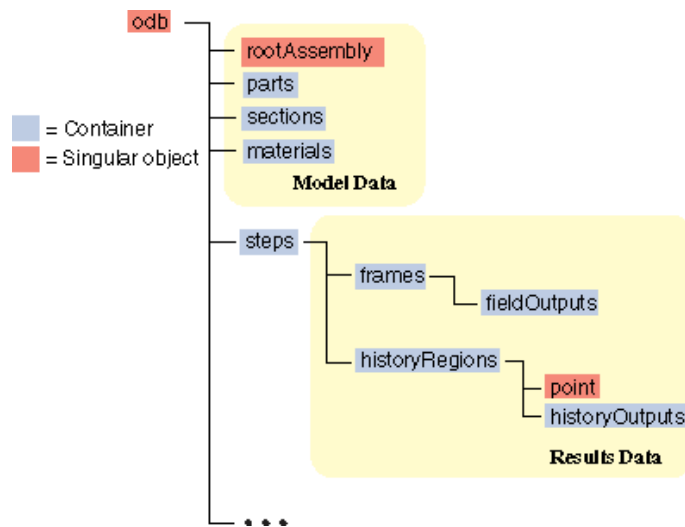 odb
rootAssembly
parts
sections
materials
Model Data
= Container
= Singular object
steps
frames
fieldOutputs
historyRegions
point
historyOutputs
Results Data
• • •